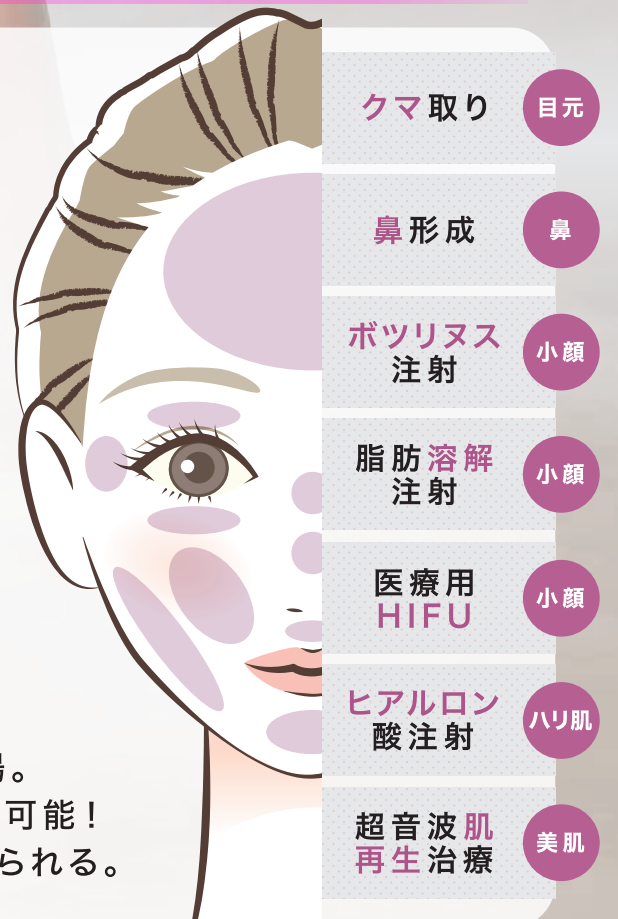 クマ取り
目元
鼻形成
鼻
ボツリヌス
注射
小顔
脂肪溶解
注射
小顔
医療用
HIFU
小顔
ヒアルロン
酸注射
ハリ肌
超音波肌
再生治療
美肌
。
可能！
られる。